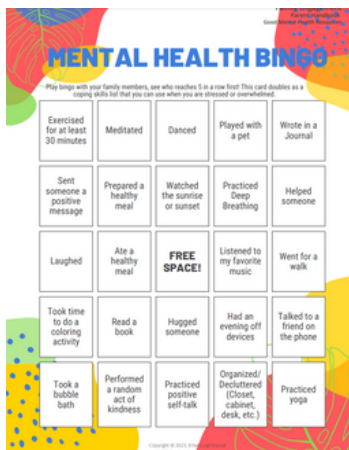 MENTAL HEALTH BINGO
Play bingo with your family members, see who reaches 5 in a row first! This card doubles as a
coping skills list that you can use when you are stressed or overwhelmed.
Exercised
for at least
30 minutes
Meditated
Danced
Played with
a pet
Wrote in a
Journal
Sent
someone a
positive
message
Prepared a
healthy
meal
Watched
the sunrise
or sunset
Practiced
Deep
Breathing
Helped
someone
Laughed
Ate a
healthy
meal
FREE
SPACE!
Listened to
my favorite
music
Went for a
walk
Took time
to do a
coloring
activity
Read a
book
Hugged
someone
Had an
evening off
devices
Talked to a
friend on
the phone
Took a
bubble
bath
Performed
a random
act of
kindness
Practiced
positive
self-talk
Organized/
Decluttered
(Closet,
cabinet,
desk, etc.)
Practiced
yoga
Copyright © 2023,